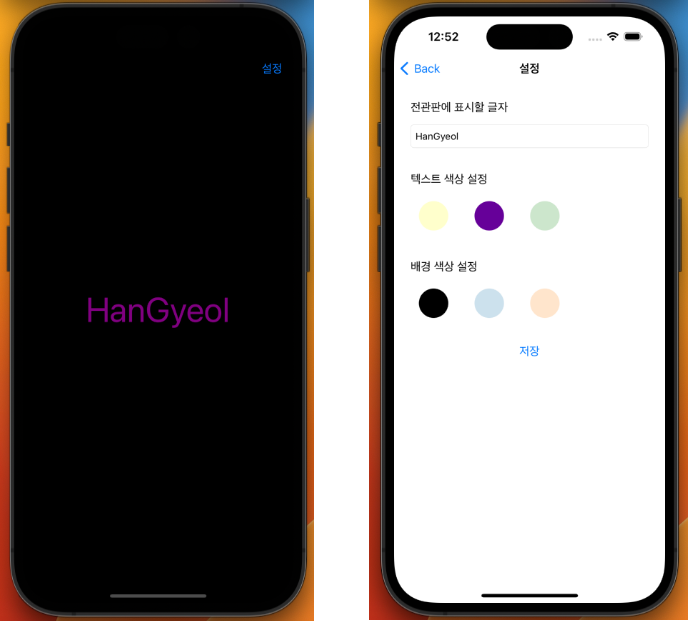 설정
HanGyeol
12:52
Back
설정
전관판에 표시할 글자
HanGyeol
텍스트 색상 설정
배경 색상 설정
저장